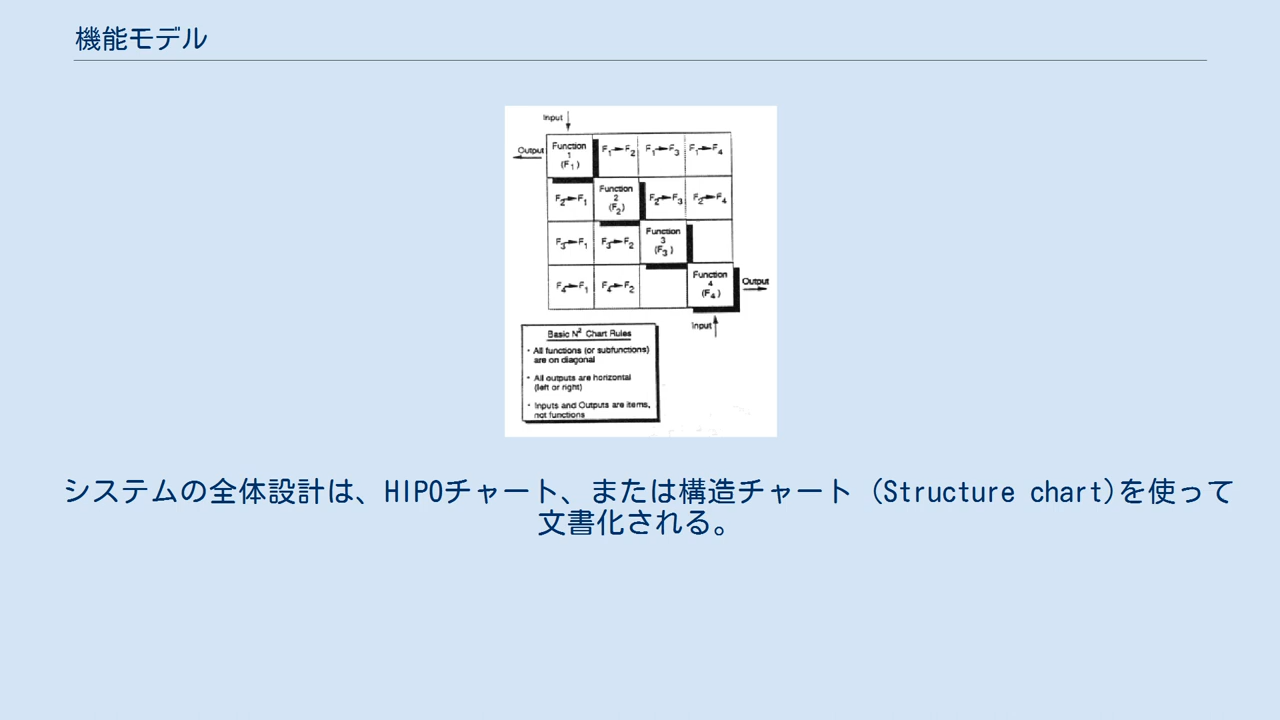 機能モデル
Input
Output
Function 1 (F1) F1→F2 F1→F3 F1→F4
F2→F1 Function 2 (F2) F2→F3 F2→F4
F3→F1 F3→F2 Function 3 (F3)
F4→F1 F4→F2 Function 4 (F4)
Output
Input
Basic N² Chart Rules
• All functions (or subfunctions)
are on diagonal
• All outputs are horizontal
(left or right)
• Inputs and Outputs are items,
not functions
システムの全体設計は、HIPOチャート、または構造チャート (Structure chart)を使って
文書化される。